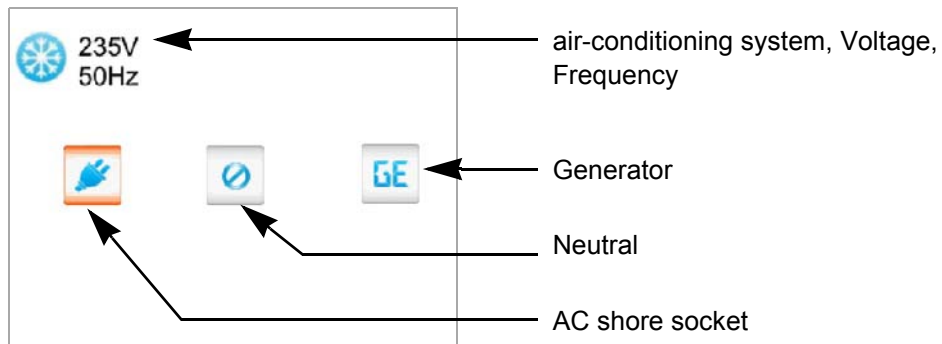 235V
50Hz
air-conditioning system, Voltage,
Frequency
GE
Generator
Neutral
AC shore socket